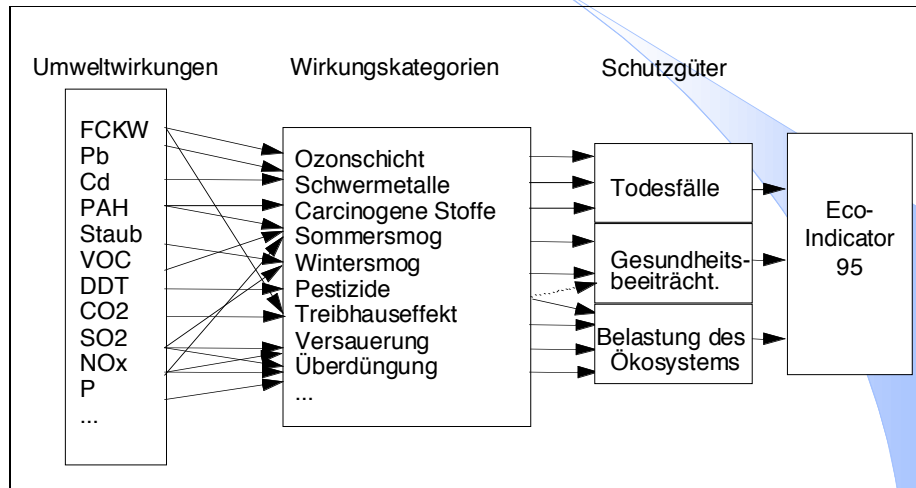 Umweltwirkungen
Wirkungskategorien
Schutzgüter
FCKW
Pb
Cd
PAH
Staub
VOC
DDT
CO2
SO2
NOx
P
...
Ozonschicht
Schwermetalle
Carcinogene Stoffe
Sommersmog
Wintersmog
Pestizide
Treibhauseffekt
Versauerung
Überdüngung
...
Todesfälle
Gesundheits-
beeiträcht.
Belastung des
Ökosystems
Eco-
Indicator
95